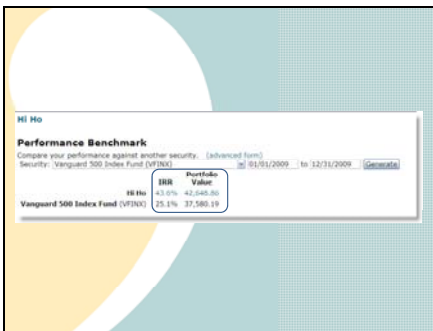 Hi Ho
Performance Benchmark
Compare your performance against another security. (advanced form)
Security: Vanguard 500 Index Fund (VFINX) 01/01/2009 to 12/31/2009 Generate
IRR Portfolio Value
Hi Ho 43.6% 42,646.86
Vanguard 500 Index Fund (VFINX) 25.1% 37,580.19